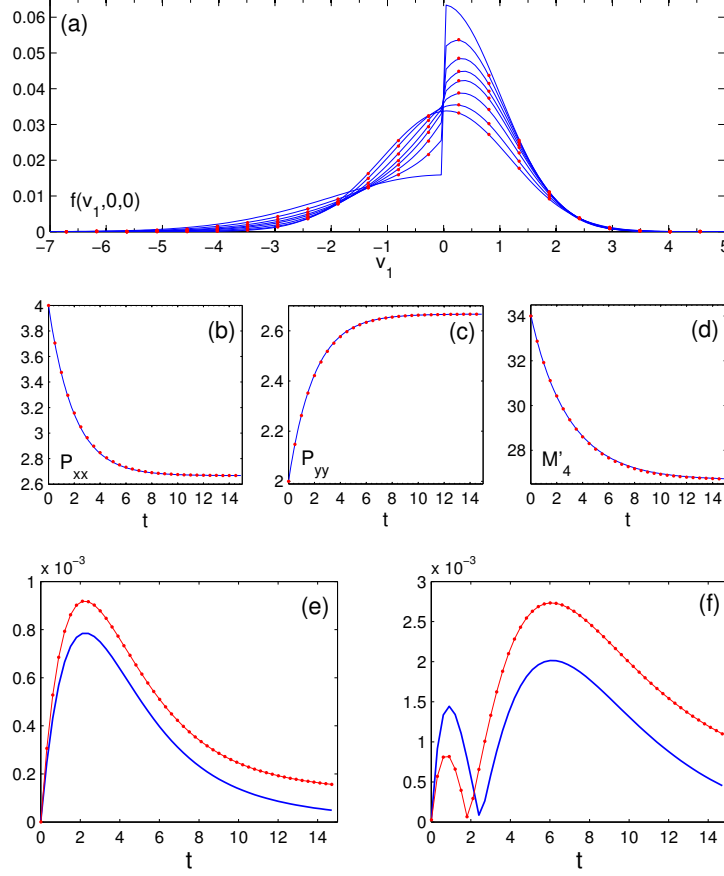 0.06
(a)
0.05
0.04
0.03
0.02
0.01
f(v1,0,0)
0
−7 −6 −5 −4 −3 −2 −1 0 1 2 3 4 5
v1
4
(b)
3.8
3.6
3.4
3.2
3
2.8
Pxx
2.6
0 2 4 6 8 10 12 14
t
(c)
2.6
2.4
2.2
Pyy
2
0 2 4 6 8 10 12 14
t
34
(d)
32
30
28
M'4
0 2 4 6 8 10 12 14
t
x 10−3
1
(e)
0.8
0.6
0.4
0.2
0
0 2 4 6 8 10 12 14
t
x 10−3
3
(f)
2.5
2
1.5
1
0.5
0
0 2 4 6 8 10 12 14
t